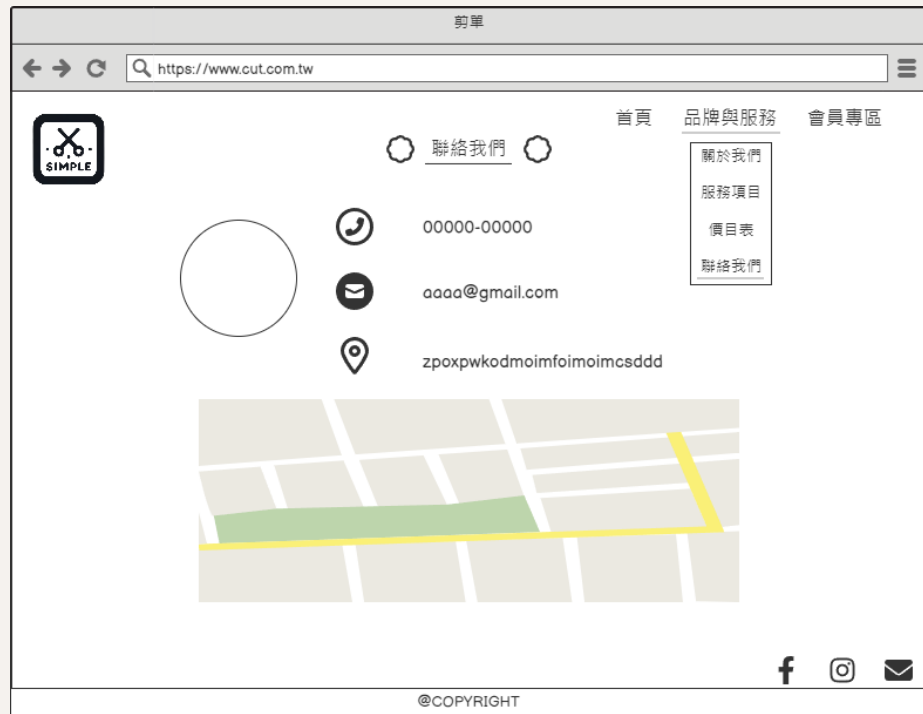 剪單
https://www.cut.com.tw
首頁 品牌與服務 會員專區
SIMPLE
聯絡我們
關於我們
服務項目
價目表
聯絡我們
00000-00000
aaaa@gmail.com
zpoxpwkodmoimfoimoimcsddd
@COPYRIGHT